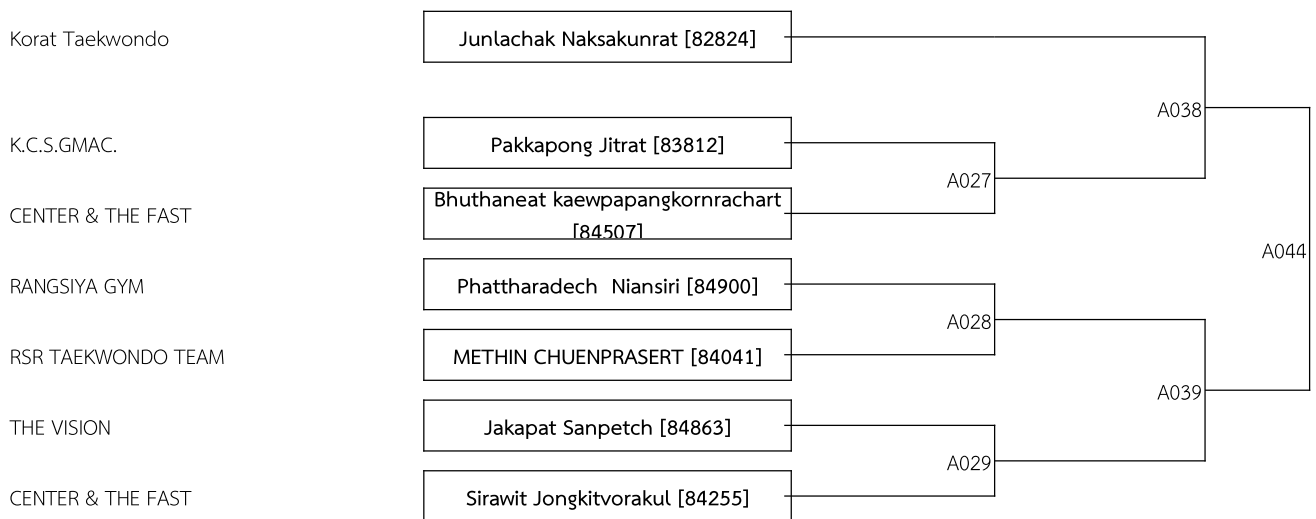 Korat Taekwondo
Junlachak Naksakunrat [82824]
A038
K.C.S.GMAC.
Pakkapong Jitrat [83812]
A027
CENTER & THE FAST
Bhuthaneat kaewpapangkornrachart
[84507]
A044
RANGSIYA GYM
Phattharadech  Niansiri [84900]
A028
RSR TAEKWONDO TEAM
METHIN CHUENPRASERT [84041]
A039
THE VISION
Jakapat Sanpetch [84863]
A029
CENTER & THE FAST
Sirawit Jongkitvorakul [84255]